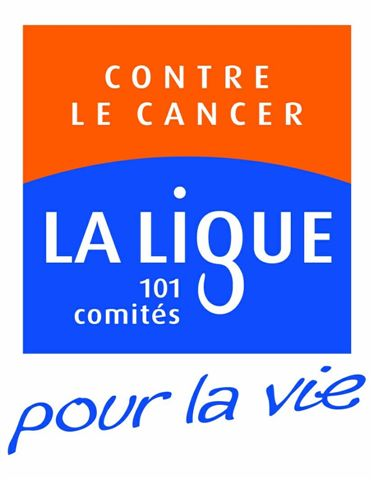 CONTRE
LE CANCER
LA LIGUE
101
comités
pour la vie